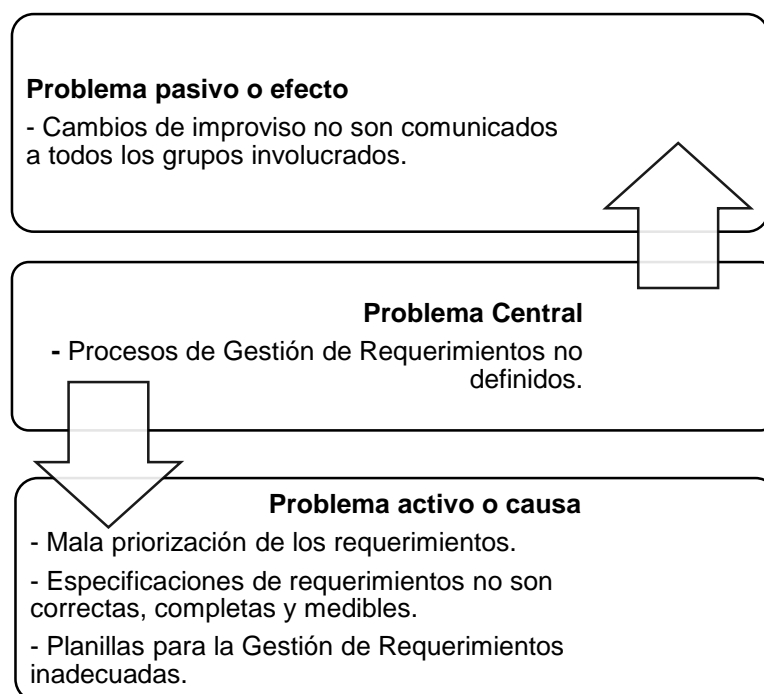 Problema pasivo o efecto
- Cambios de improviso no son comunicados
a todos los grupos involucrados.
Problema Central
- Procesos de Gestión de Requerimientos no
definidos.
Problema activo o causa
- Mala priorización de los requerimientos.
- Especificaciones de requerimientos no son
correctas, completas y medibles.
- Planillas para la Gestión de Requerimientos
inadecuadas.